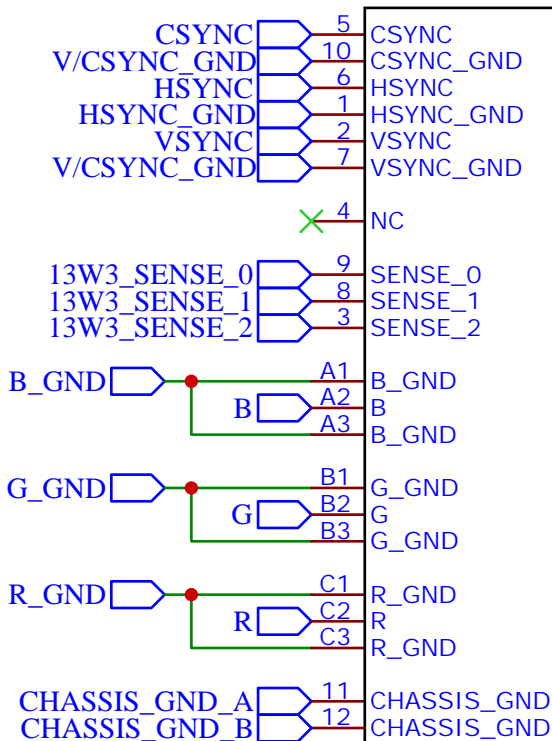 CSYNC 5 CSYNC
V/CSYNC_GND 10 CSYNC_GND
HSYNC 6 HSYNC
HSYNC_GND 1 HSYNC_GND
VSYNC 2 VSYNC
V/CSYNC_GND 7 VSYNC_GND
4 NC
13W3_SENSE_0 9 SENSE_0
13W3_SENSE_1 8 SENSE_1
13W3_SENSE_2 3 SENSE_2
B_GND A1 B_GND
B A2 B
A3 B_GND
G_GND B1 G_GND
G B2 G
B3 G_GND
R_GND C1 R_GND
R C2 R
C3 R_GND
CHASSIS_GND_A 11 CHASSIS_GND
CHASSIS_GND_B 12 CHASSIS_GND